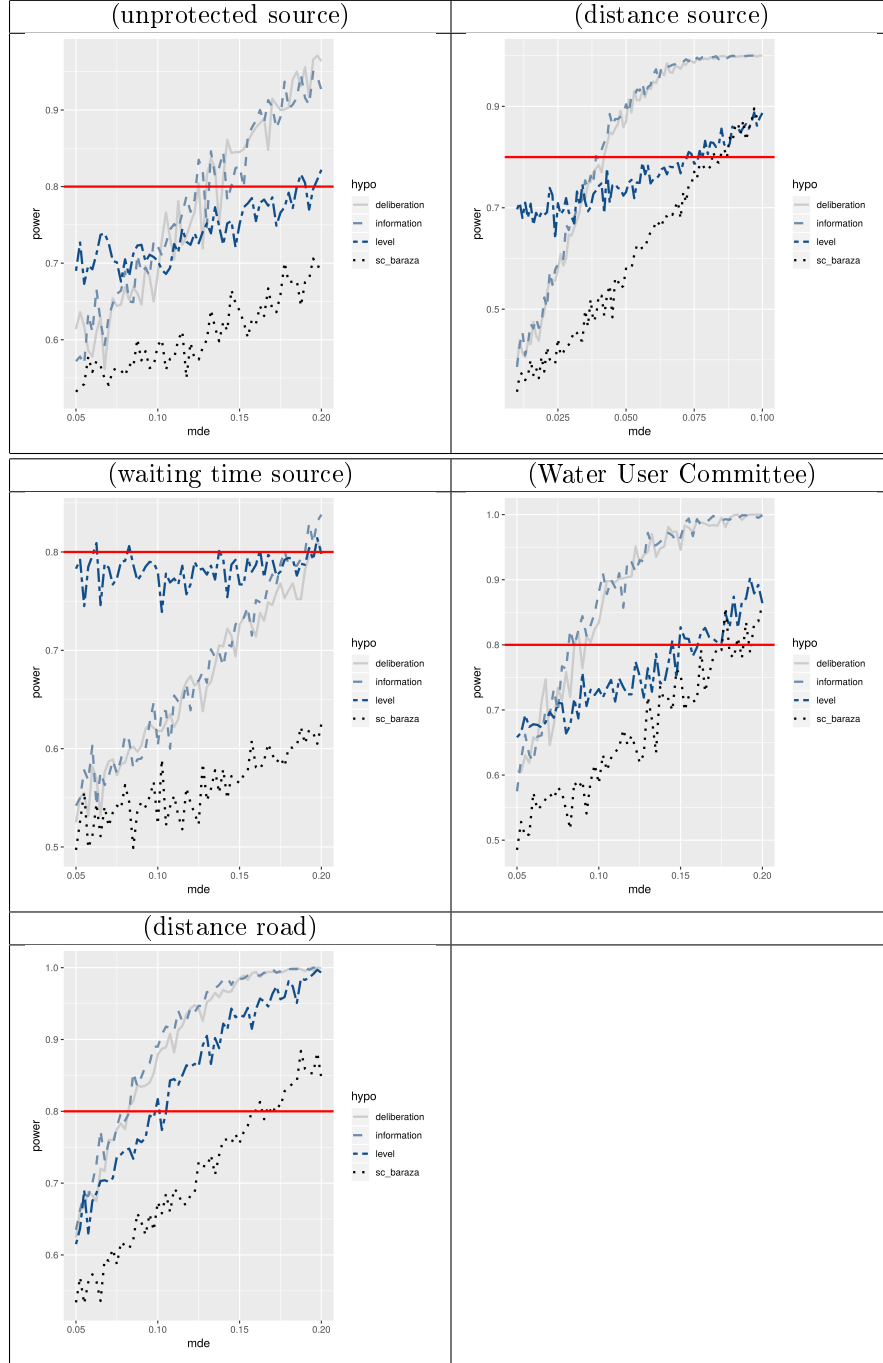 (unprotected source)
(distance source)
0.9
0.8
0.7
0.6
0.05
0.10
0.15
0.20
mde
power
hypo
deliberation
information
level
sc_baraza
0.9
0.7
0.5
0.025
0.050
0.075
0.100
mde
power
hypo
deliberation
information
level
sc_baraza
(waiting time source)
(Water User Committee)
0.8
0.7
0.6
0.5
0.05
0.10
0.15
0.20
mde
power
hypo
deliberation
information
level
sc_baraza
1.0
0.9
0.8
0.7
0.6
0.5
0.05
0.10
0.15
0.20
mde
power
hypo
deliberation
information
level
sc_baraza
(distance road)
1.0
0.9
0.8
0.7
0.6
0.05
0.10
0.15
0.20
mde
power
hypo
deliberation
information
level
sc_baraza